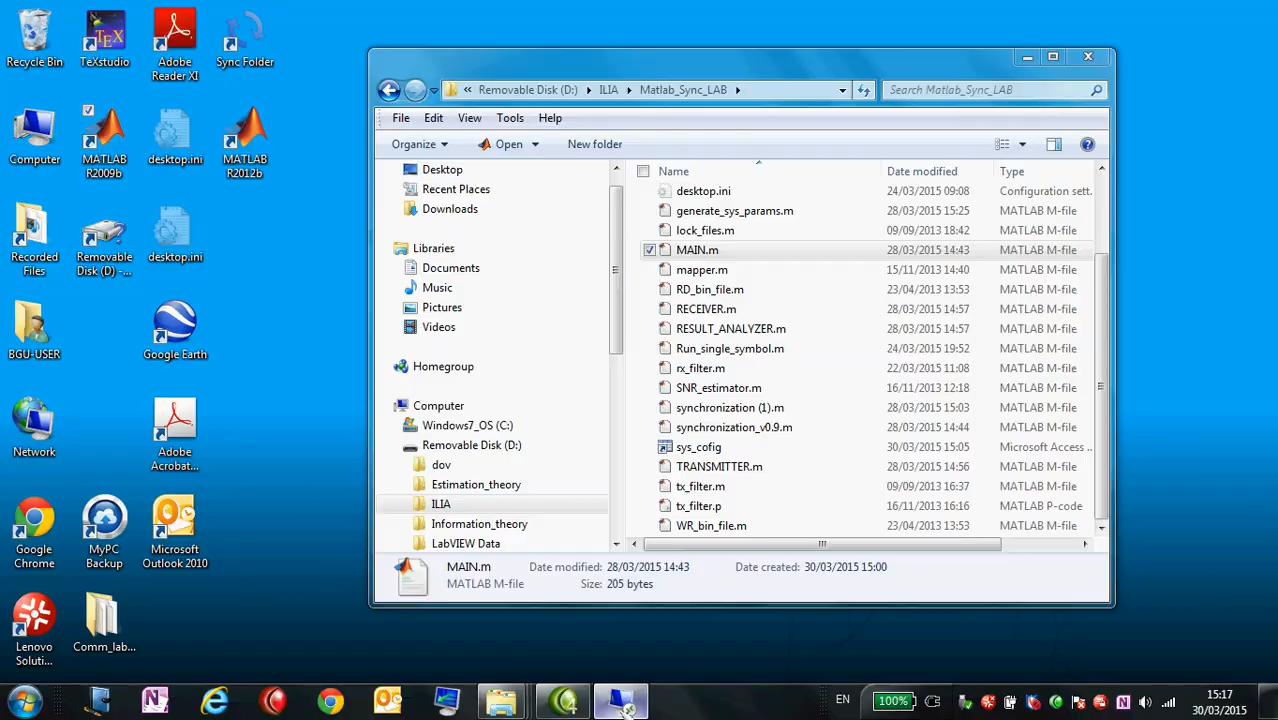 Recycle Bin
TeXstudio
Adobe
Reader XI
Sync Folder
Computer
MATLAB
R2009b
desktop.ini
MATLAB
R2012b
Recorded
Files
Removable
Disk (D) -...
desktop.ini
BGU-USER
Google Earth
Network
Adobe
Acrobat...
Google
Chrome
MyPC
Backup
Microsoft
Outlook 2010
Lenovo
Soluti...
Comm_lab...
« Removable Disk (D:) ILIA Matlab_Sync_LAB
Search Matlab_Sync_LAB
File Edit View Tools Help
Organize Open New folder
Desktop
Recent Places
Downloads
Libraries
Documents
Music
Pictures
Videos
Homegroup
Computer
Windows7_OS (C:)
Removable Disk (D:)
dov
Estimation_theory
ILIA
Information_theory
LabVIEW Data
Name Date modified Type
desktop.ini 24/03/2015 09:08 Configuration sett.
generate_sys_params.m 28/03/2015 15:25 MATLAB M-file
lock_files.m 09/09/2013 18:42 MATLAB M-file
MAIN.m 28/03/2015 14:43 MATLAB M-file
mapper.m 15/11/2013 14:40 MATLAB M-file
RD_bin_file.m 23/04/2013 13:53 MATLAB M-file
RECEIVER.m 28/03/2015 14:57 MATLAB M-file
RESULT_ANALYZER.m 28/03/2015 14:57 MATLAB M-file
Run_single_symbol.m 24/03/2015 19:52 MATLAB M-file
rx_filter.m 22/03/2015 11:08 MATLAB M-file
SNR_estimator.m 16/11/2013 12:18 MATLAB M-file
synchronization (1).m 28/03/2015 15:03 MATLAB M-file
synchronization_v0.9.m 28/03/2015 14:44 MATLAB M-file
sys_cofig 30/03/2015 15:05 Microsoft Access ..
TRANSMITTER.m 28/03/2015 14:56 MATLAB M-file
tx_filter.m 09/09/2013 16:37 MATLAB M-file
tx_filter.p 16/11/2013 16:16 MATLAB P-code
WR_bin_file.m 23/04/2013 13:53 MATLAB M-file
MAIN.m Date modified: 28/03/2015 14:43 Date created: 30/03/2015 15:00
MATLAB M-file Size: 205 bytes
EN 100% 15:17
30/03/2015